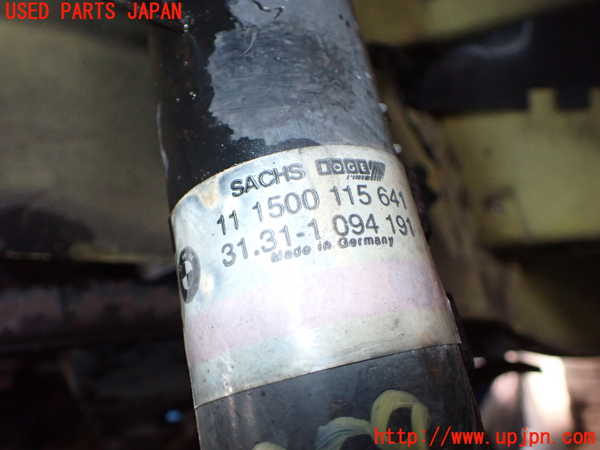 USED PARTS JAPAN
SACHS BOGE
11 1500 115 641
31.31-1 094 191
Made in Germany
http://www.upjpn.com/